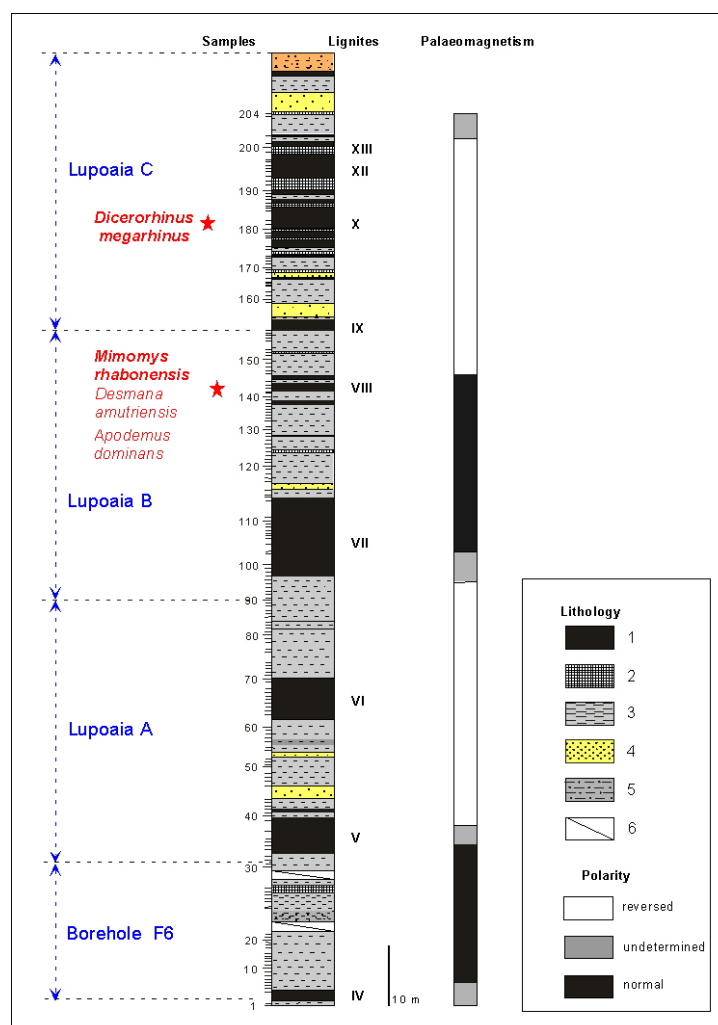 Samples
Lignites
Palaeomagnetism
204
200
190
180
170
160
150
140
130
120
110
100
90
80
70
60
50
40
30
20
10
1
XIII
XII
X
IX
VIII
VII
VI
V
IV
Lupoaia C
Dicerorhinus
megarhinus
Mimomys
rhabonensis
Desmana
amutriensis
Apodemus
dominans
Lupoaia B
Lupoaia A
Borehole F6
10 m
Lithology
1
2
3
4
5
6
Polarity
reversed
undetermined
normal